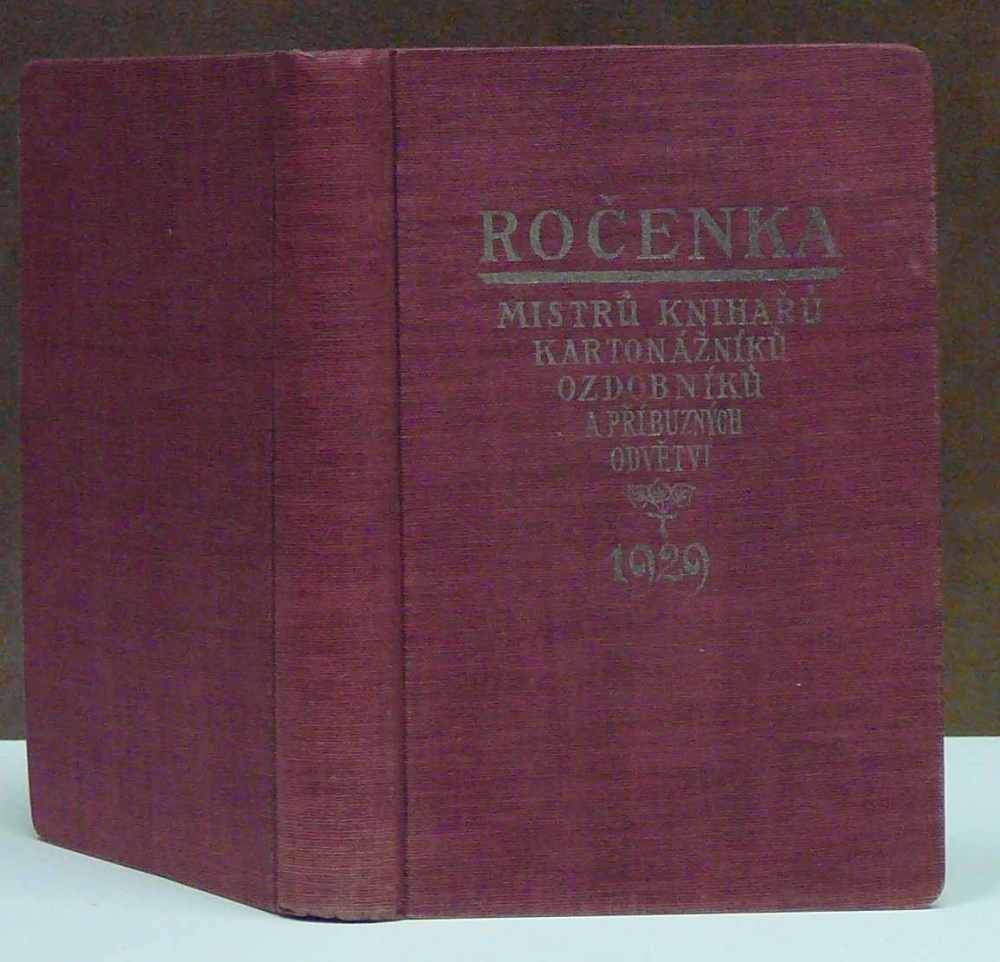 ROČENKA
MISTRŮ KNIHAŘŮ
KARTONÁŽNÍKŮ
OZDOBNÍKŮ
A PŘÍBUZNÝCH
ODVĚTVÍ
1929